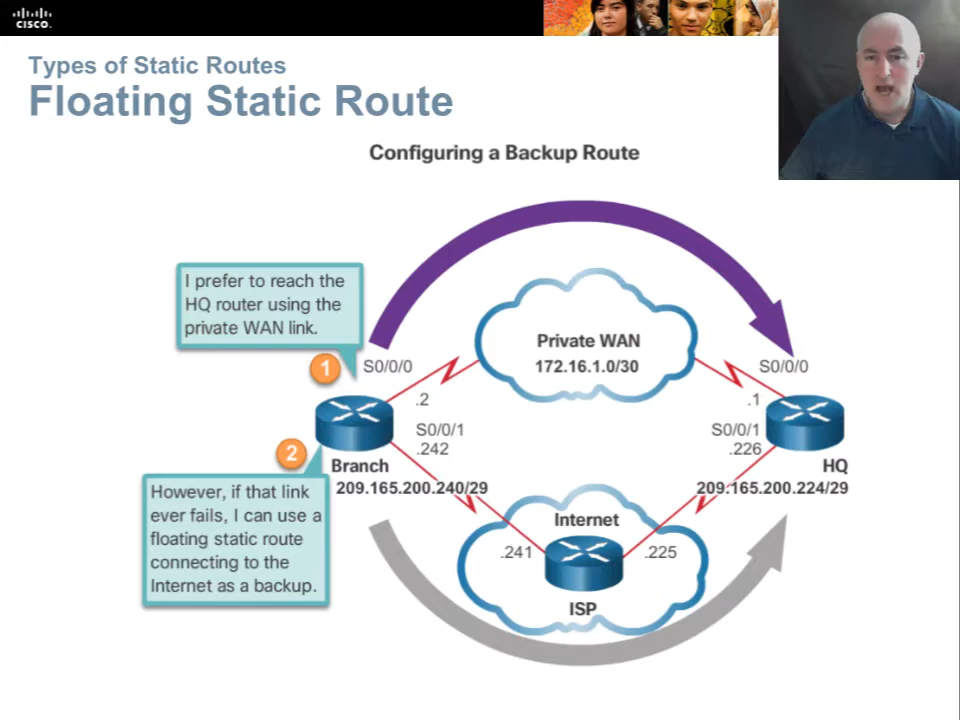 CISCO.
Types of Static Routes
Floating Static Route
Configuring a Backup Route
I prefer to reach the
HQ router using the
private WAN link.
1
S0/0/0
Private WAN
172.16.1.0/30
S0/0/0
.2
.1
S0/0/1
.242
S0/0/1
.226
2
Branch
HQ
209.165.200.240/29
209.165.200.224/29
However, if that link
ever fails, I can use a
floating static route
connecting to the
Internet as a backup.
Internet
.241
.225
ISP